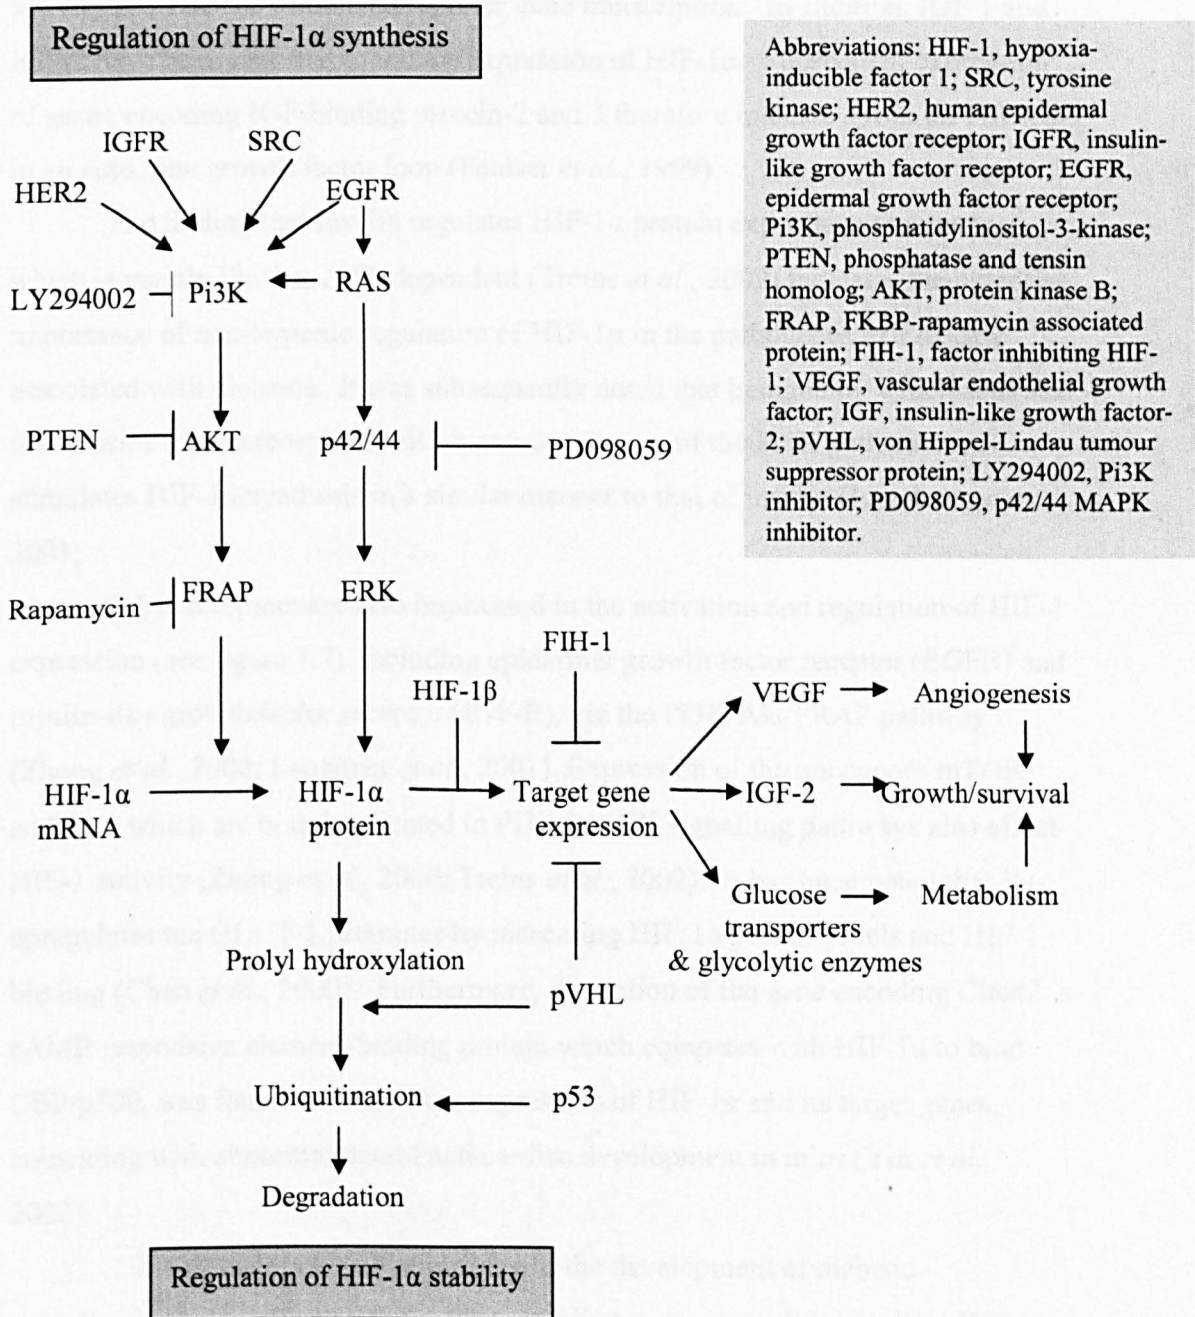 Regulation of HIF-1α synthesis
Abbreviations: HIF-1, hypoxia-
inducible factor 1; SRC, tyrosine
kinase; HER2, human epidermal
growth factor receptor; IGFR, insulin-
like growth factor receptor; EGFR,
epidermal growth factor receptor;
Pi3K, phosphatidylinositol-3-kinase;
PTEN, phosphatase and tensin
homolog; AKT, protein kinase B;
FRAP, FKBP-rapamycin associated
protein; FIH-1, factor inhibiting HIF-
1; VEGF, vascular endothelial growth
factor; IGF, insulin-like growth factor-
2; pVHL, von Hippel-Lindau tumour
suppressor protein; LY294002, Pi3K
inhibitor; PD098059, p42/44 MAPK
inhibitor.
IGFR SRC
HER2 EGFR
LY294002 Pi3K RAS
PTEN AKT p42/44 PD098059
Rapamycin FRAP ERK
FIH-1
HIF-1β VEGF Angiogenesis
HIF-1α HIF-1α Target gene IGF-2 Growth/survival
mRNA protein expression
Glucose Metabolism
transporters
& glycolytic enzymes
Prolyl hydroxylation
pVHL
Ubiquitination p53
Degradation
Regulation of HIF-1α stability